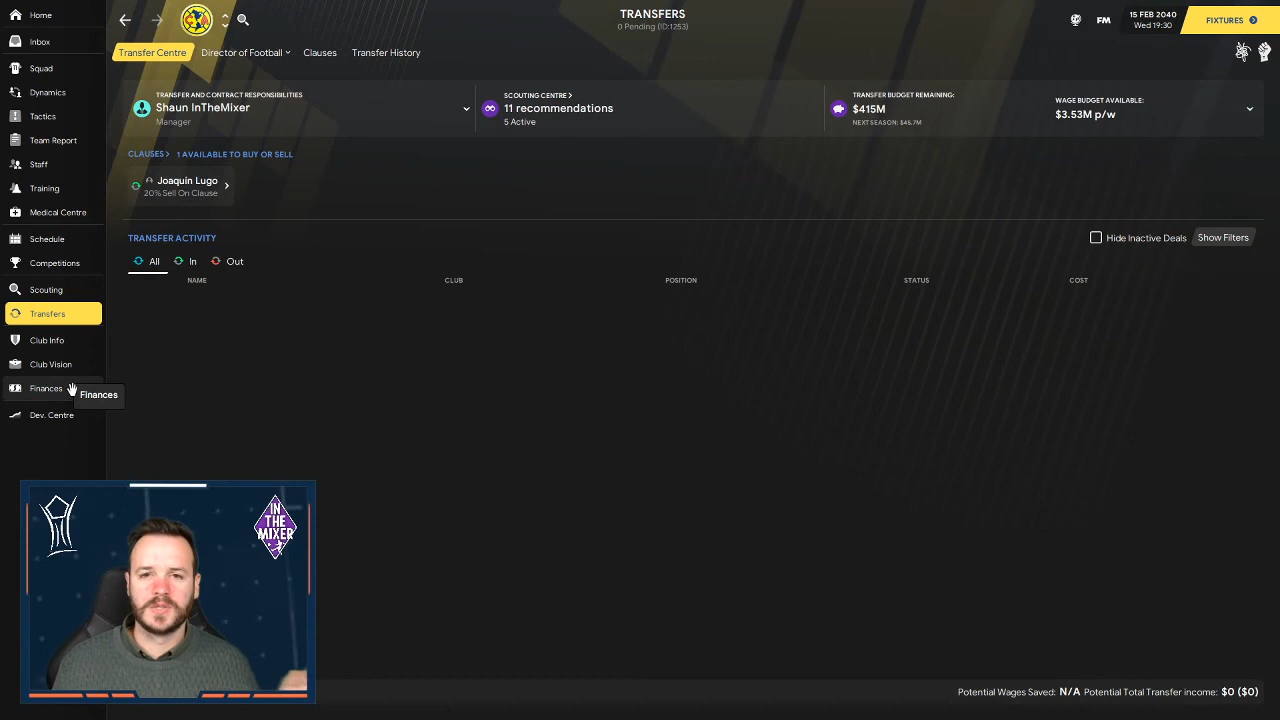 Home
Inbox
Squad
Dynamics
Tactics
Team Report
Staff
Training
Medical Centre
Schedule
Competitions
Scouting
Transfers
Club Info
Club Vision
Finances
Finances
Dev. Centre
TRANSFERS
0 Pending (ID:1253)
FM
15 FEB 2040
Wed 19:30
FIXTURES
Transfer Centre
Director of Football
Clauses
Transfer History
TRANSFER AND CONTRACT RESPONSIBILITIES
Shaun InTheMixer
Manager
SCOUTING CENTRE >
11 recommendations
5 Active
TRANSFER BUDGET REMAINING:
$415M
NEXT SEASON: $45.7M
WAGE BUDGET AVAILABLE:
$3.53M p/w
CLAUSES > 1 AVAILABLE TO BUY OR SELL
Joaquín Lugo
20% Sell On Clause
TRANSFER ACTIVITY
Hide Inactive Deals
Show Filters
All
In
Out
NAME CLUB POSITION STATUS COST
IN
THE
MIXER
Potential Wages Saved: N/A Potential Total Transfer income: $0 ($0)